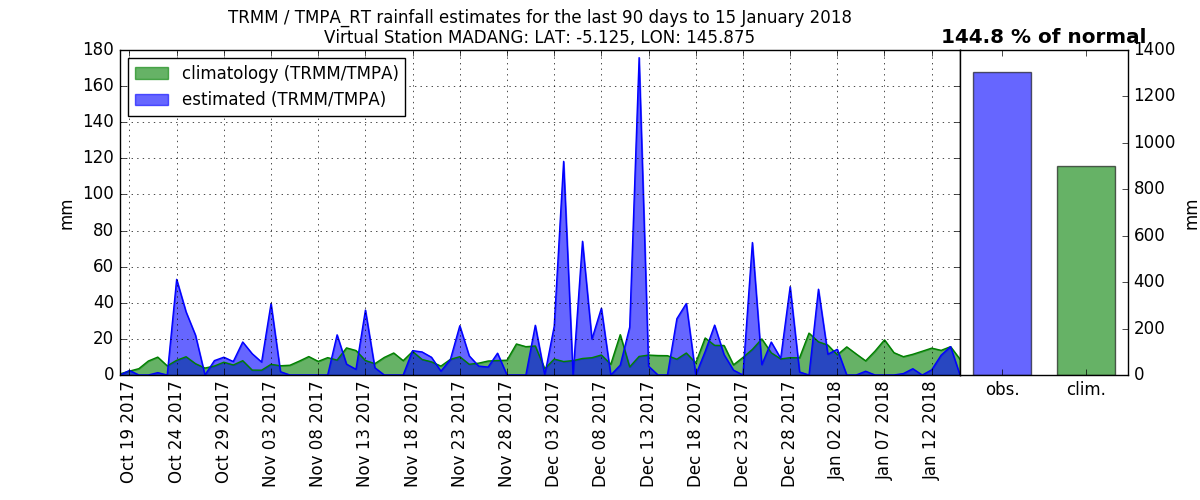 TRMM / TMPA_RT rainfall estimates for the last 90 days to 15 January 2018
Virtual Station MADANG: LAT: -5.125, LON: 145.875
144.8 % of normal
climatology (TRMM/TMPA)
estimated (TRMM/TMPA)
mm
180
160
140
120
100
80
60
40
20
0
Oct 19 2017
Oct 24 2017
Oct 29 2017
Nov 03 2017
Nov 08 2017
Nov 13 2017
Nov 18 2017
Nov 23 2017
Nov 28 2017
Dec 03 2017
Dec 08 2017
Dec 13 2017
Dec 18 2017
Dec 23 2017
Dec 28 2017
Jan 02 2018
Jan 07 2018
Jan 12 2018
obs.
clim.
1400
1200
1000
800
600
400
200
0
mm